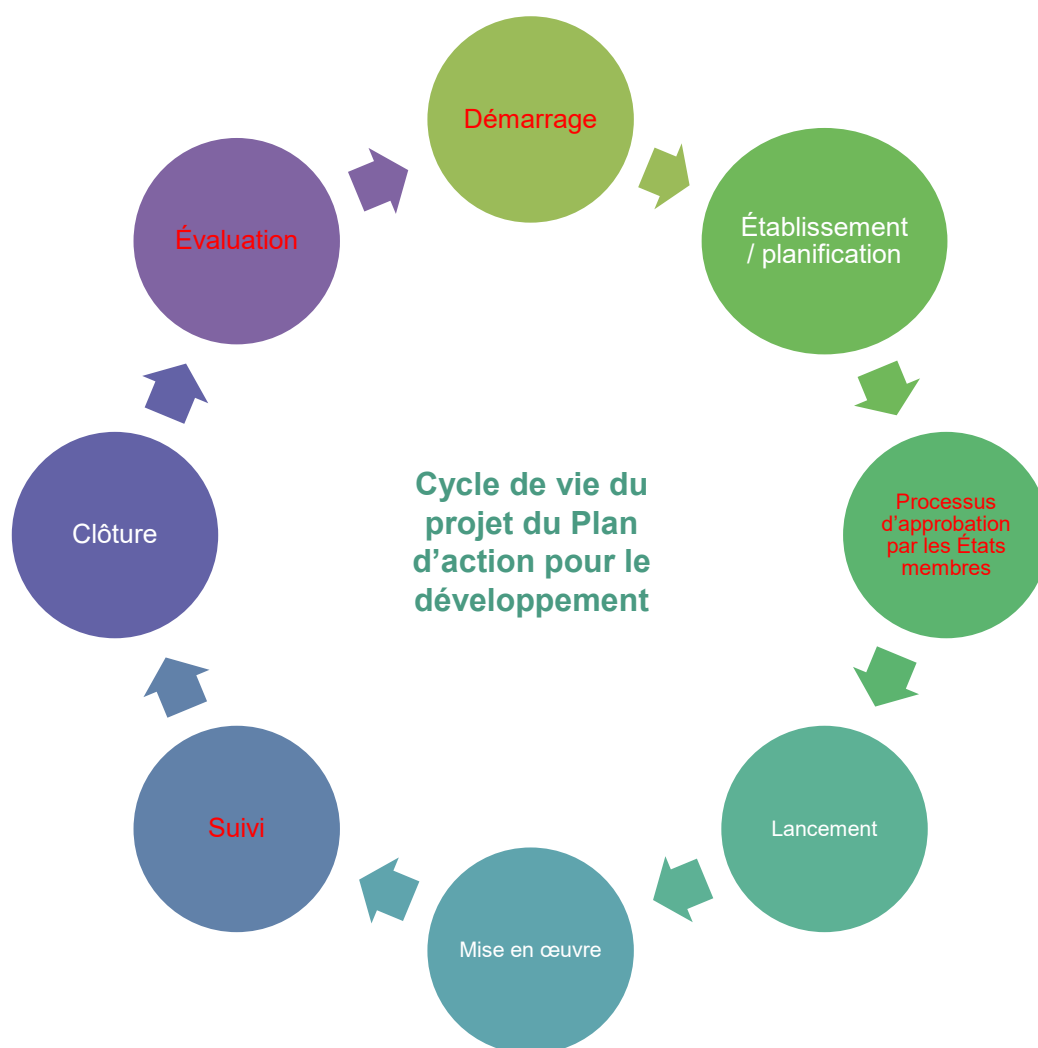 Démarrage
Établissement
/ planification
Processus
d’approbation
par les États
membres
Lancement
Mise en œuvre
Suivi
Clôture
Évaluation
Cycle de vie du
projet du Plan
d’action pour le
développement